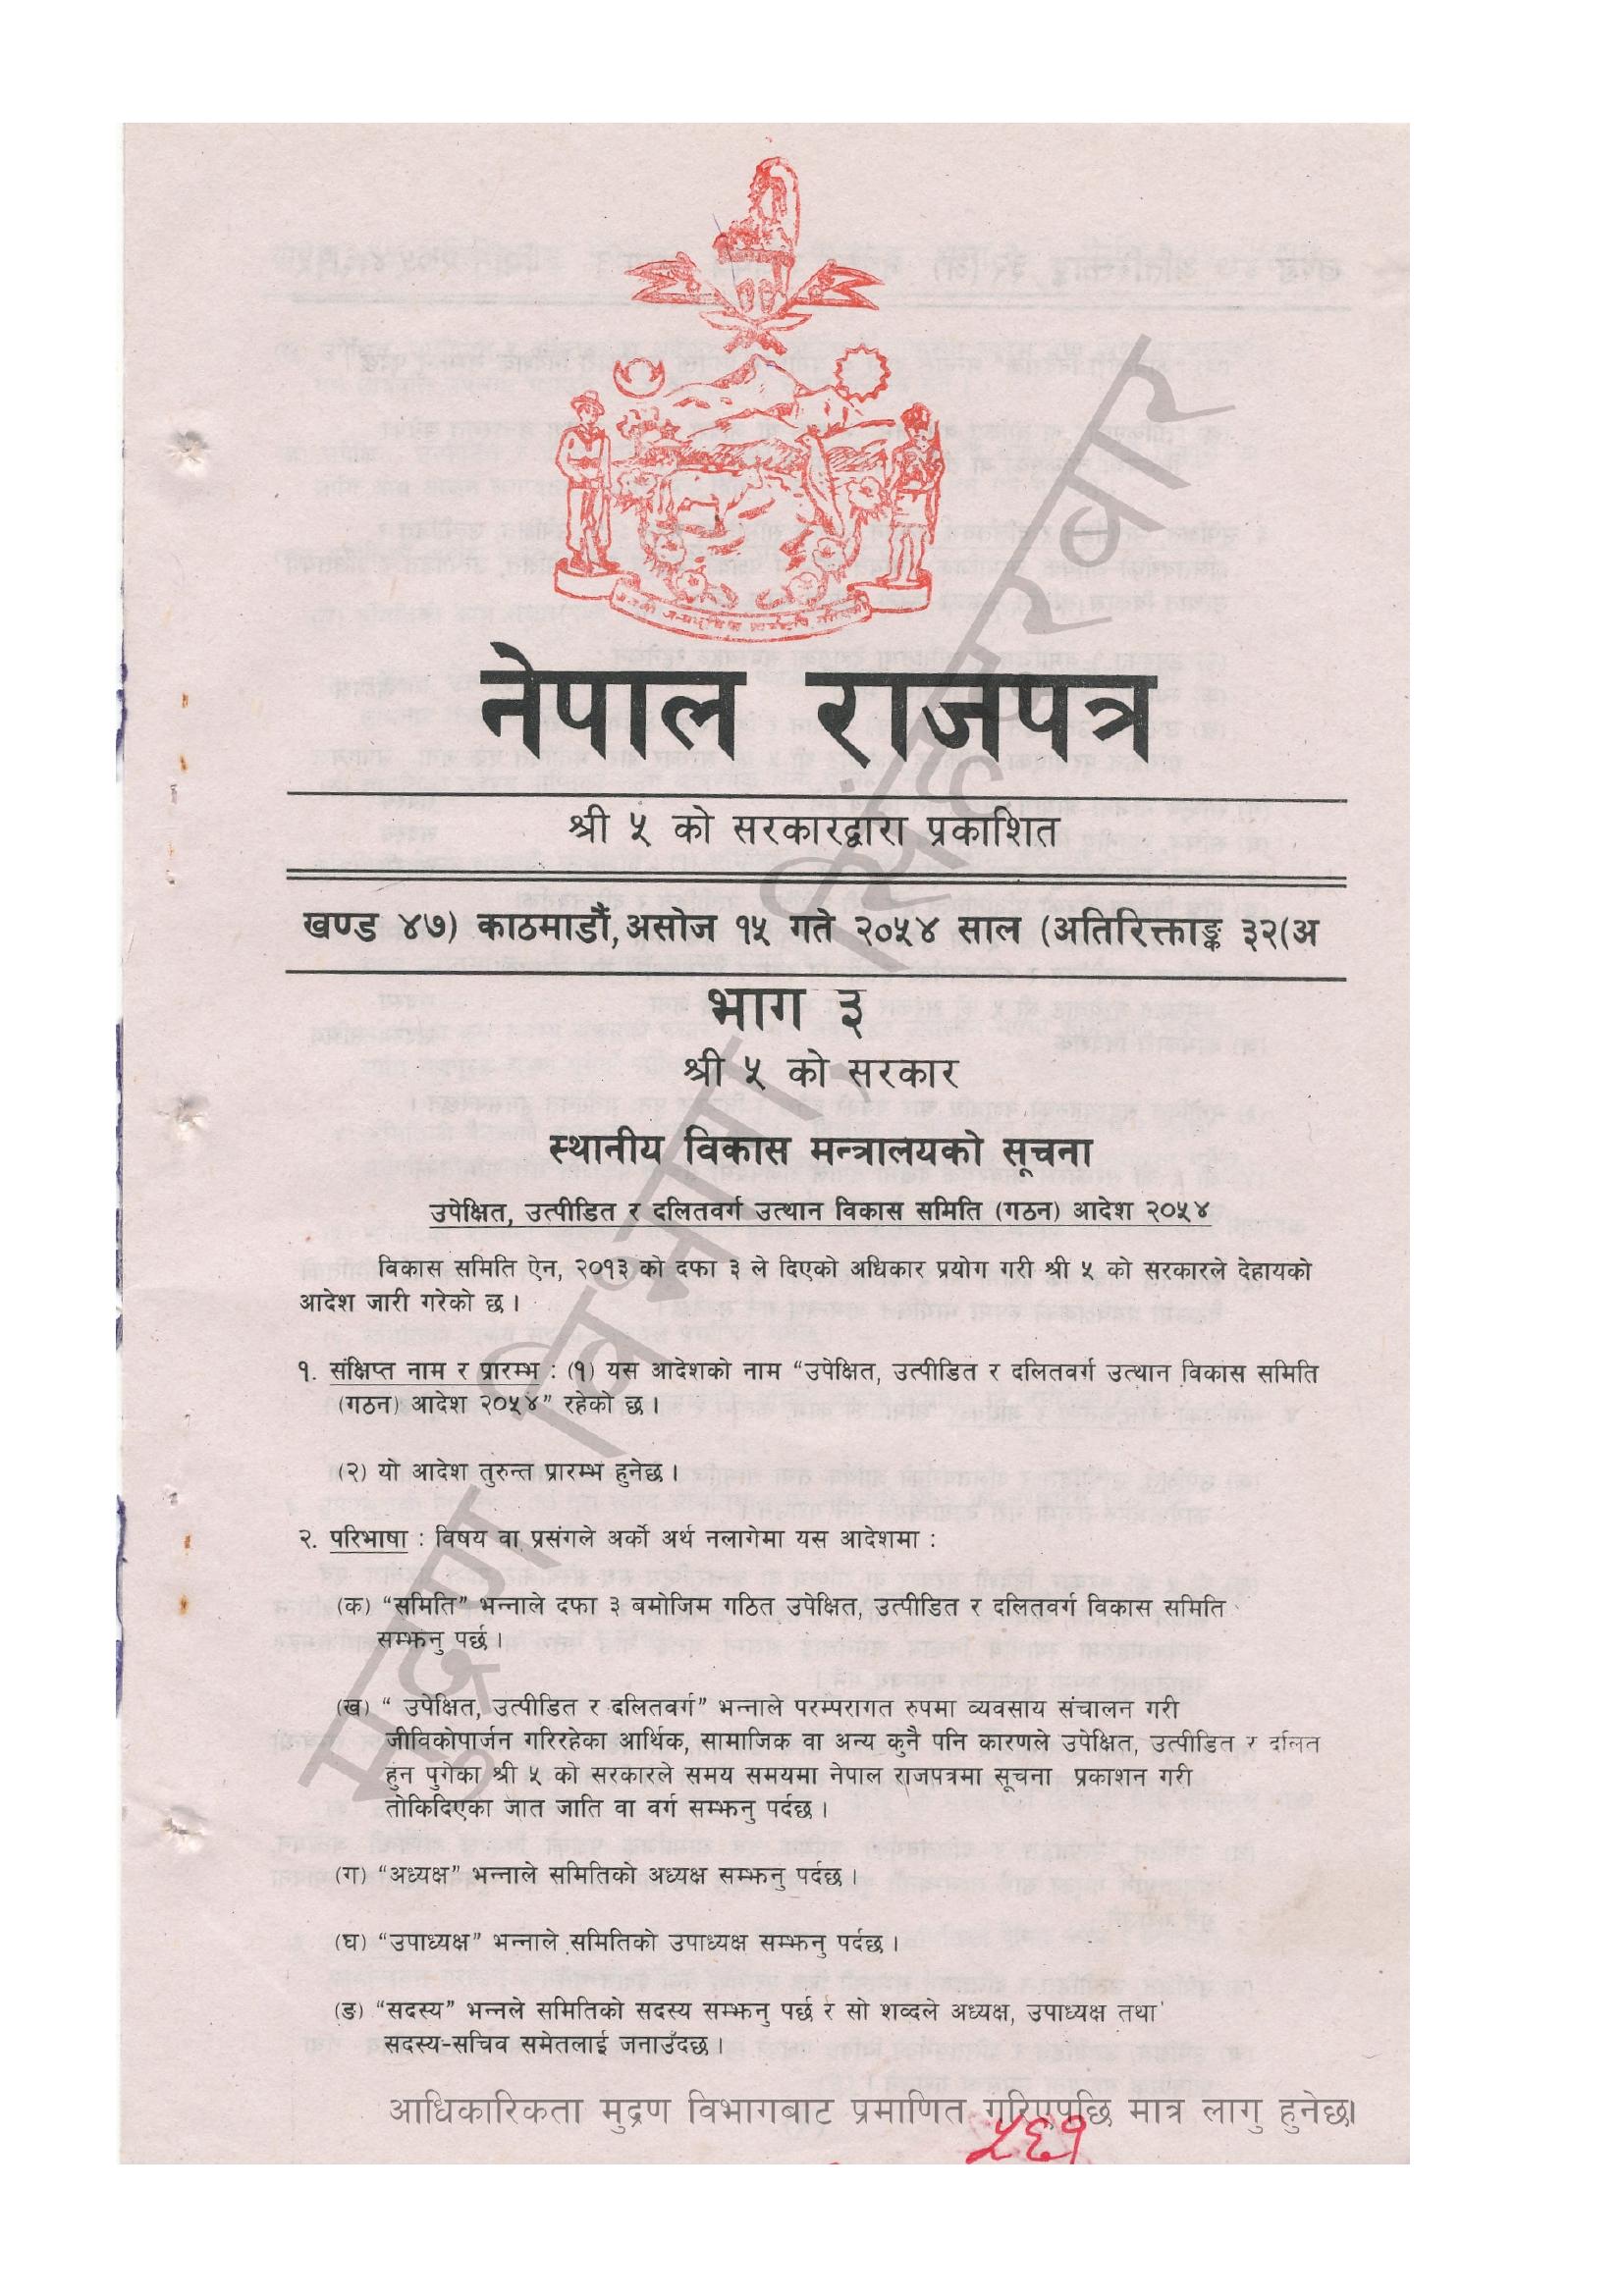 नेपाल राजपत्र
श्री ५ को सरकारद्वारा प्रकाशित
खण्ड ४७) काठमाडौं, असोज १५ गते २०५४ साल (अतिरिक्ताङ्क ३२(अ
भाग ३
श्री ५ को सरकार
स्थानीय विकास मन्त्रालयको सूचना
उपेक्षित, उत्पीडित र दलितवर्ग उत्थान विकास समिति (गठन) आदेश २०५४
विकास समिति ऐन, २०१३ को दफा ३ ले दिएको अधिकार प्रयोग गरी श्री ५ को सरकारले देहायको
आदेश जारी गरेको छ ।
१. संक्षिप्त नाम र प्रारम्भ : (१) यस आदेशको नाम “उपेक्षित, उत्पीडित र दलितवर्ग उत्थान विकास समिति
(गठन) आदेश २०५४” रहेको छ ।
(२) यो आदेश तुरुन्त प्रारम्भ हुनेछ ।
२. परिभाषा : विषय वा प्रसंगले अर्को अर्थ नलागेमा यस आदेशमा :
(क) “समिति” भन्नाले दफा ३ बमोजिम गठित उपेक्षित, उत्पीडित र दलितवर्ग विकास समिति
सम्झनु पर्छ ।
(ख) “ उपेक्षित, उत्पीडित र दलितवर्ग” भन्नाले परम्परागत रुपमा व्यवसाय संचालन गरी
जीविकोपार्जन गरिरहेका आर्थिक, सामाजिक वा अन्य कुनै पनि कारणले उपेक्षित, उत्पीडित र दलित
हुन पुगेका श्री ५ को सरकारले समय समयमा नेपाल राजपत्रमा सूचना प्रकाशन गरी
तोकिदिएका जात जाति वा वर्ग सम्झनु पर्दछ ।
(ग) “अध्यक्ष” भन्नाले समितिको अध्यक्ष सम्झनु पर्दछ ।
(घ) “उपाध्यक्ष” भन्नाले समितिको उपाध्यक्ष सम्झनु पर्दछ ।
(ङ) “सदस्य” भन्नले समितिको सदस्य सम्झनु पर्छ र सो शव्दले अध्यक्ष, उपाध्यक्ष तथा
सदस्य-सचिव समेतलाई जनाउँदछ ।
आधिकारिकता मुद्रण विभागबाट प्रमाणित गरिएपछि मात्र लागु हुनेछ।
५६१
मुद्रण विभाग, सिंहदरवार